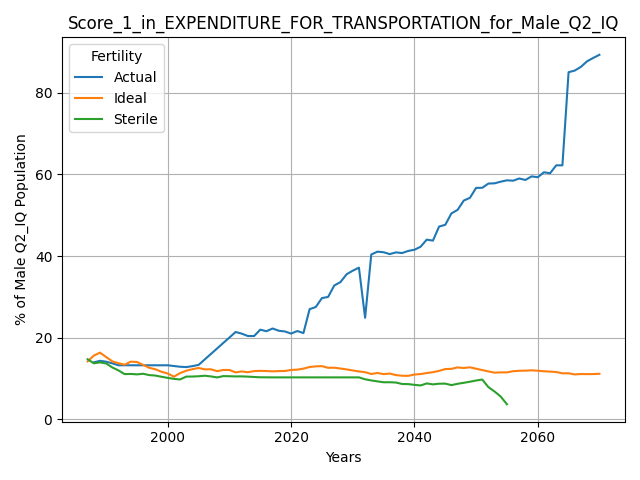 Score_1_in_EXPENDITURE_FOR_TRANSPORTATION_for_Male_Q2_IQ
Fertility
Actual
Ideal
Sterile
% of Male Q2_IQ Population
80
60
40
20
0
2000
2020
2040
2060
Years